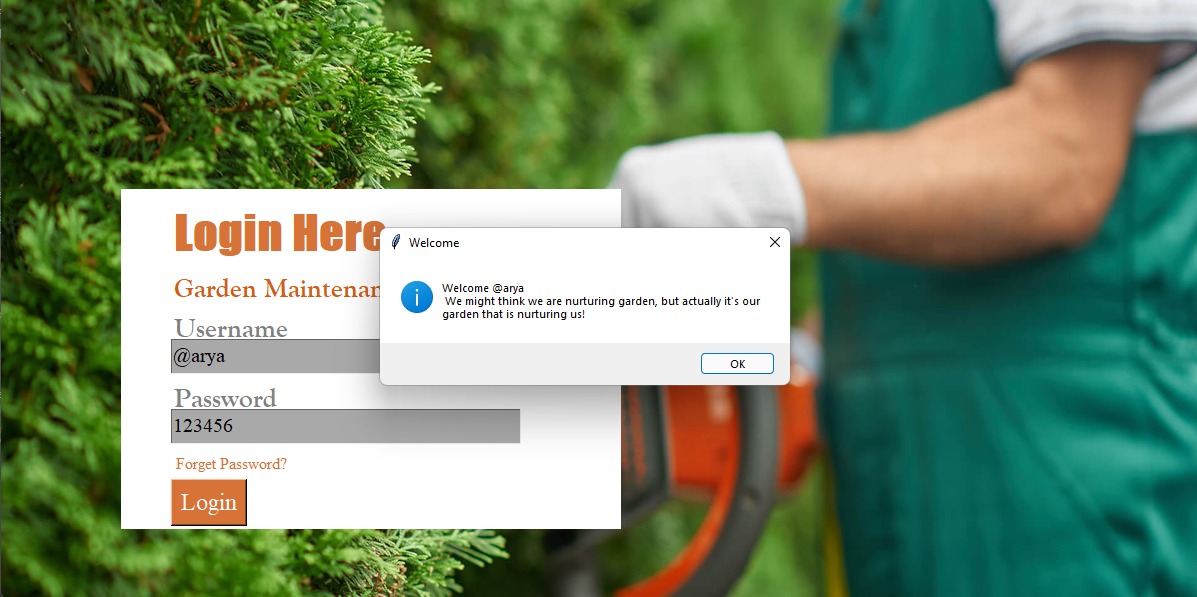 Login Here
Welcome
Garden Maintenan
Welcome @arya
We might think we are nurturing garden, but actually it's our
garden that is nurturing us!
Username
@arya
OK
Password
123456
Forget Password?
Login